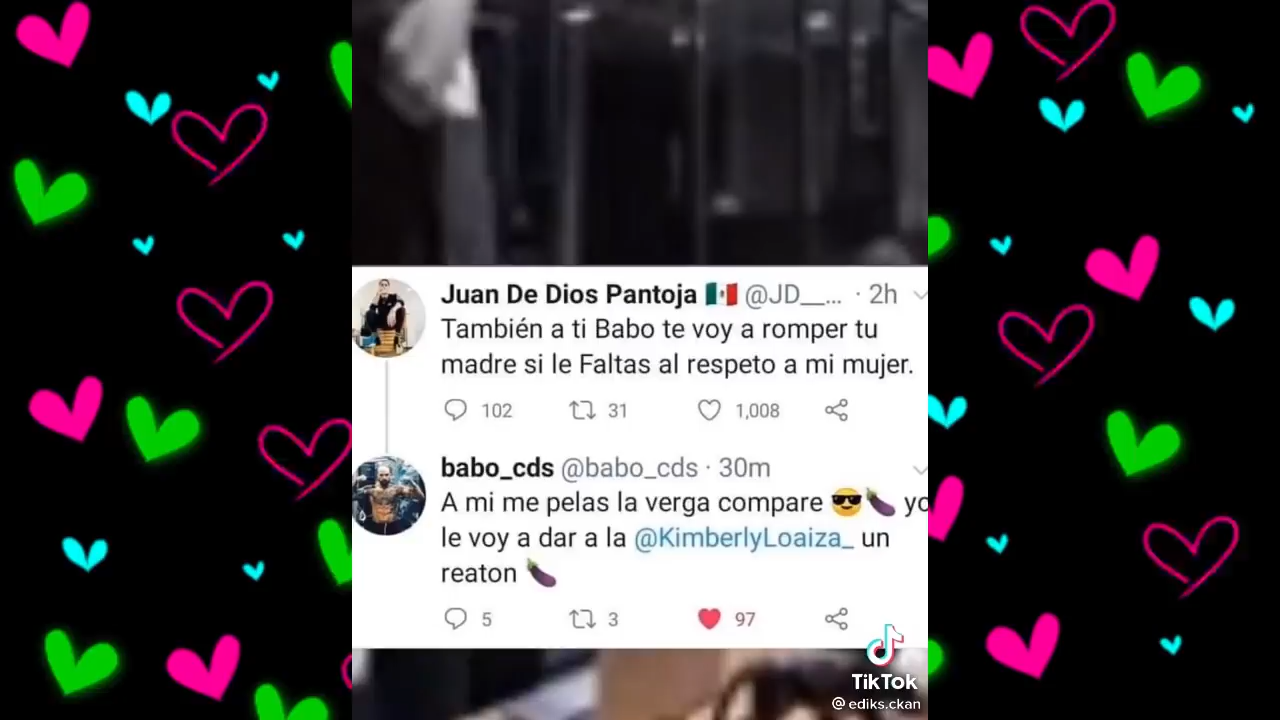 Juan De Dios Pantoja 🇲🇽 @JD__... · 2h
También a ti Babo te voy a romper tu
madre si le Faltas al respeto a mi mujer.
102 31 1,008
babo_cds @babo_cds · 30m
A mi me pelas la verga compare 😎🍆 yo
le voy a dar a la @KimberlyLoaiza_ un
reaton 🍆
5 3 97
TikTok
@ediks.ckan